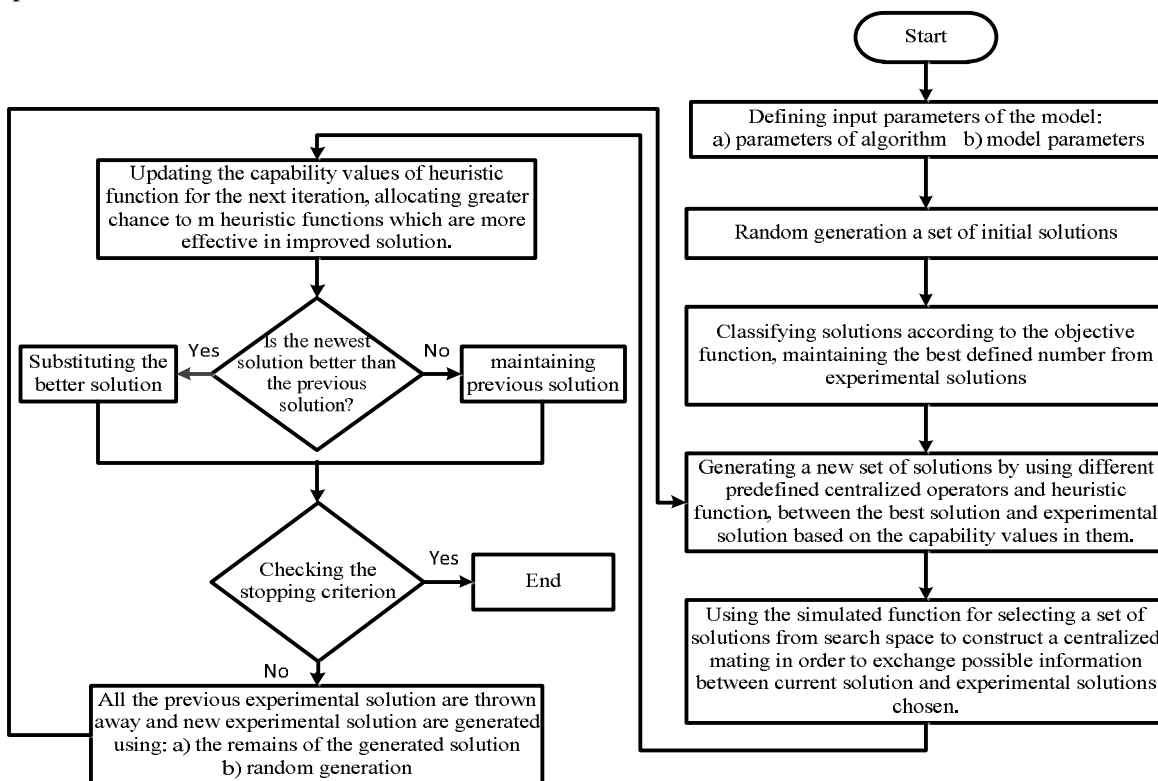 Start
Defining input parameters of the model:
a) parameters of algorithm b) model parameters
Random generation a set of initial solutions
Classifying solutions according to the objective
function, maintaining the best defined number from
experimental solutions
Generating a new set of solutions by using different
predefined centralized operators and heuristic
function, between the best solution and experimental
solution based on the capability values in them.
Using the simulated function for selecting a set of
solutions from search space to construct a centralized
mating in order to exchange possible information
between current solution and experimental solutions
chosen.
Updating the capability values of heuristic
function for the next iteration, allocating greater
chance to m heuristic functions which are more
effective in improved solution.
Is the newest
solution better than
the previous
solution?
Yes
No
Substituting the
better solution
maintaining
previous solution
Checking the
stopping criterion
Yes
End
No
All the previous experimental solution are thrown
away and new experimental solution are generated
using: a) the remains of the generated solution
b) random generation